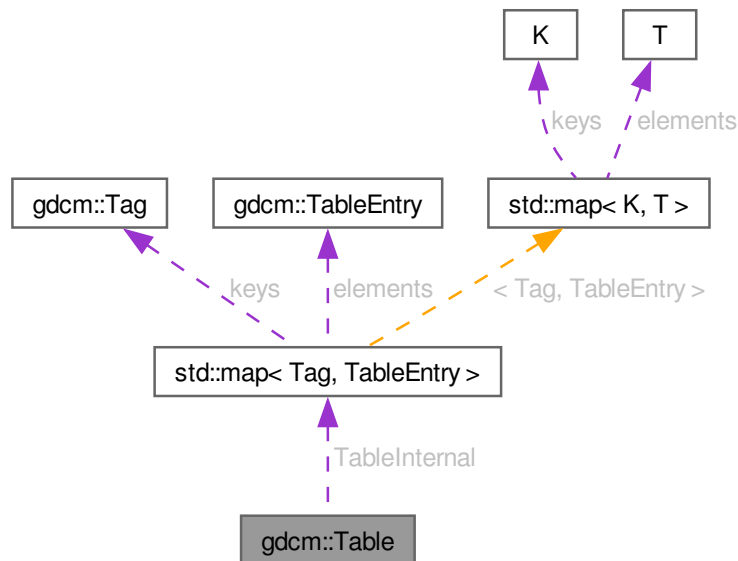 K
T
keys
elements
gdcm::Tag
gdcm::TableEntry
std::map< K, T >
keys
elements
< Tag, TableEntry >
std::map< Tag, TableEntry >
TableInternal
gdcm::Table